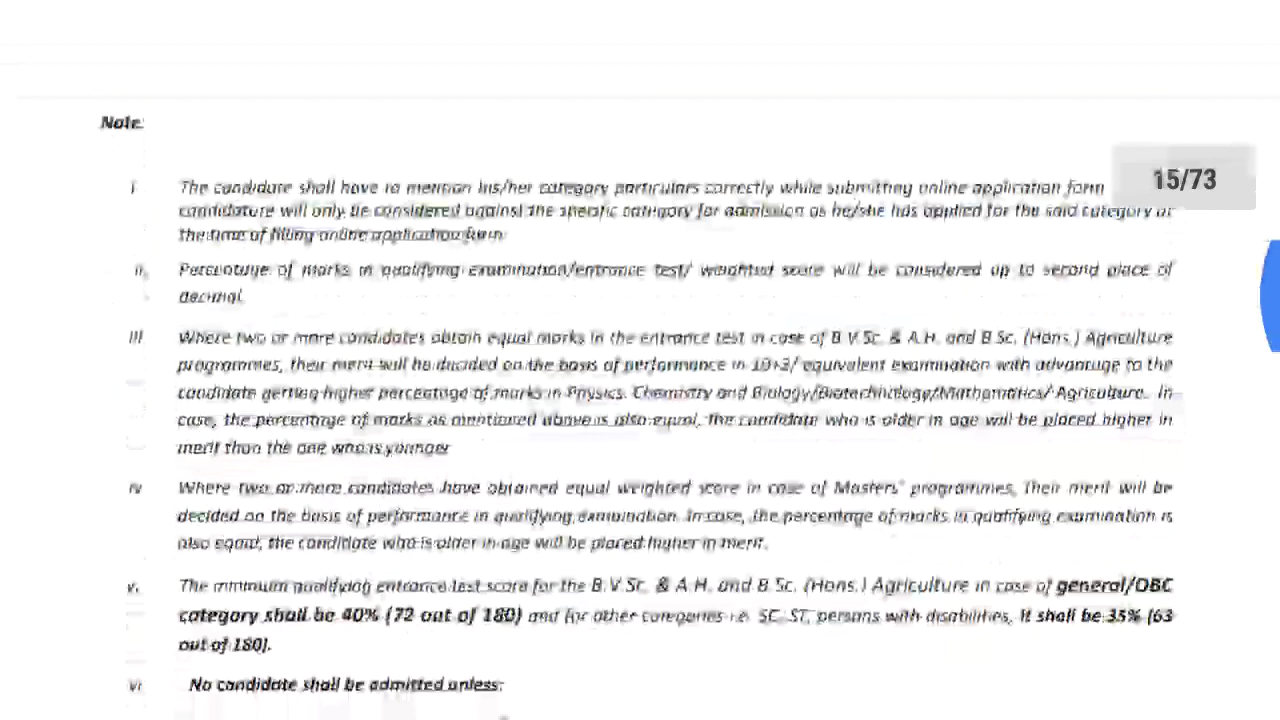 Note:
15/73
i The candidate shall have to mention his/her category particulars correctly while submitting online application form
candidature will only be considered against the specific category for admission as he/she has applied for the said category at
the time of filling online application form
ii. Percentage of marks in qualifying examination/entrance test/ weighted score will be considered up to second place of
decimal.
iii Where two or more candidates obtain equal marks in the entrance test in case of B.V.Sc. & A.H. and B.Sc. (Hons.) Agriculture
programmes, their merit will be decided on the basis of performance in 10+2/ equivalent examination with advantage to the
candidate getting higher percentage of marks in Physics, Chemistry and Biology/Biotechnology/Mathematics/ Agriculture. In
case, the percentage of marks as mentioned above is also equal, the candidate who is older in age will be placed higher in
merit than the one who is younger
iv Where two or more candidates have obtained equal weighted score in case of Masters' programmes, their merit will be
decided on the basis of performance in qualifying examination. In case, the percentage of marks in qualifying examination is
also equal, the candidate who is older in age will be placed higher in merit.
v. The minimum qualifying entrance test score for the B.V.Sc. & A.H. and B.Sc. (Hons.) Agriculture in case of general/OBC
category shall be 40% (72 out of 180) and for other categories i.e. SC, ST, persons with disabilities, it shall be 35% (63
out of 180).
vi No candidate shall be admitted unless: